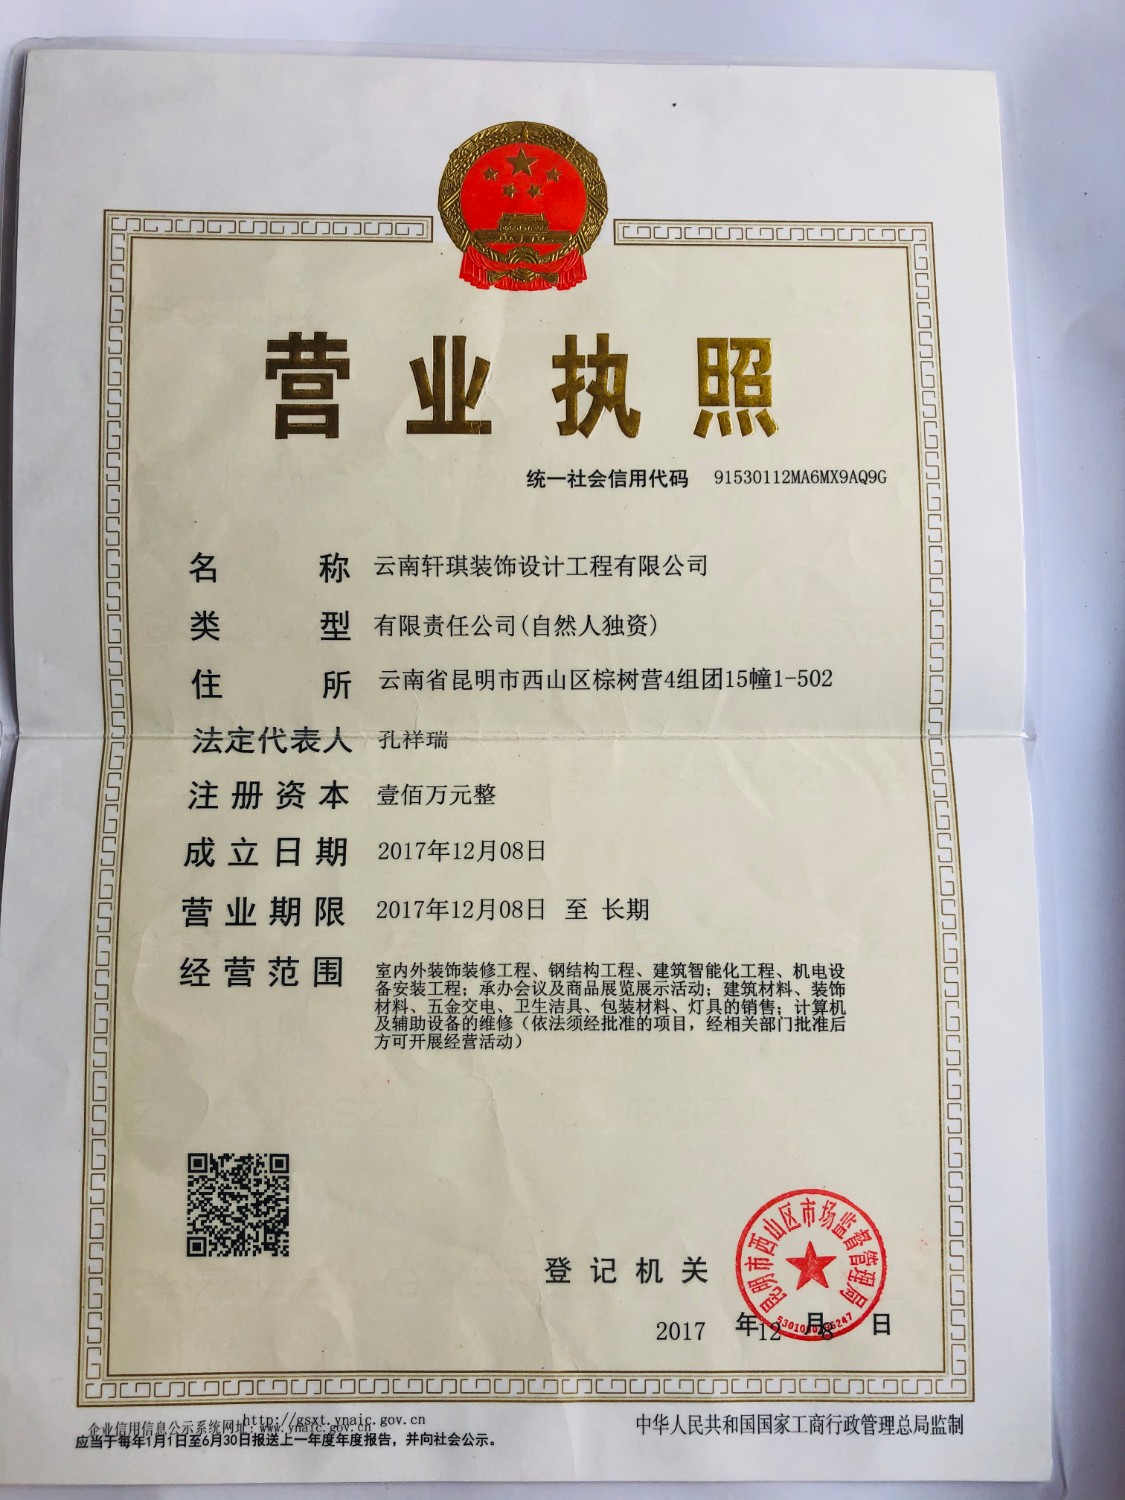 营业执照
统一社会信用代码 91530112MA6MX9AQ9G
名称 云南轩琪装饰设计工程有限公司
类型 有限责任公司(自然人独资)
住所 云南省昆明市西山区棕树营4组团15幢1-502
法定代表人 孔祥瑞
注册资本 壹佰万元整
成立日期 2017年12月08日
营业期限 2017年12月08日 至 长期
经营范围 室内外装饰装修工程、钢结构工程、建筑智能化工程、机电设
备安装工程；承办会议及商品展览展示活动；建筑材料、装饰
材料、五金交电、卫生洁具、包装材料、灯具的销售；计算机
及辅助设备的维修（依法须经批准的项目，经相关部门批准后
方可开展经营活动）
登记机关
昆明市西山区市场监督管理局
2017 年12 月8 日
企业信用信息公示系统网址：http://gsxt.ynaic.gov.cn
www.ynaic.gov.cn
应当于每年1月1日至6月30日报送上一年度年度报告，并向社会公示。
中华人民共和国国家工商行政管理总局监制